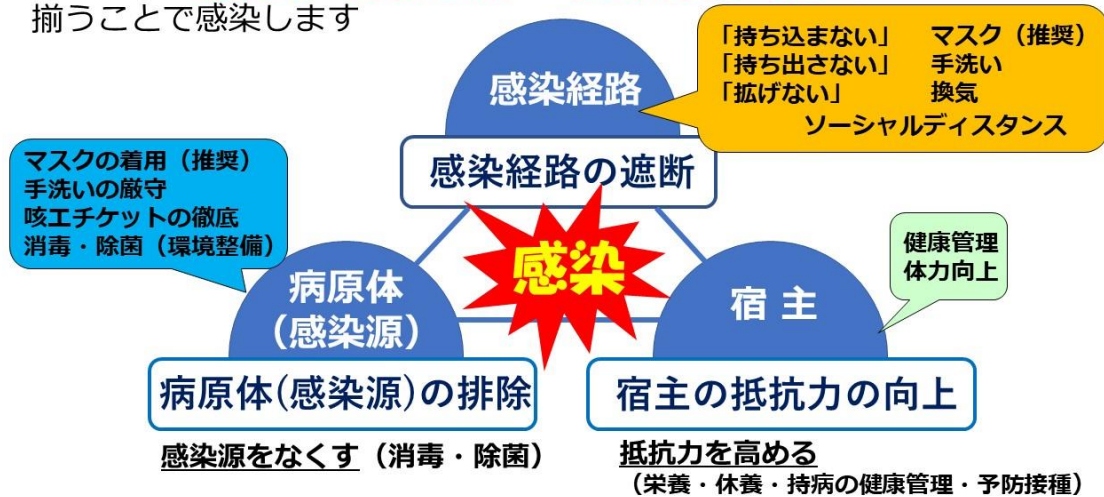 揃うことで感染します
感染経路
「持ち込まない」 マスク（推奨）
「持ち出さない」 手洗い
「拡げない」 換気
ソーシャルディスタンス
感染経路の遮断
マスクの着用（推奨）
手洗いの厳守
咳エチケットの徹底
消毒・除菌（環境整備）
感染
健康管理
体力向上
病原体
（感染源）
宿 主
病原体(感染源)の排除
宿主の抵抗力の向上
感染源をなくす（消毒・除菌）
抵抗力を高める
（栄養・休養・持病の健康管理・予防接種）